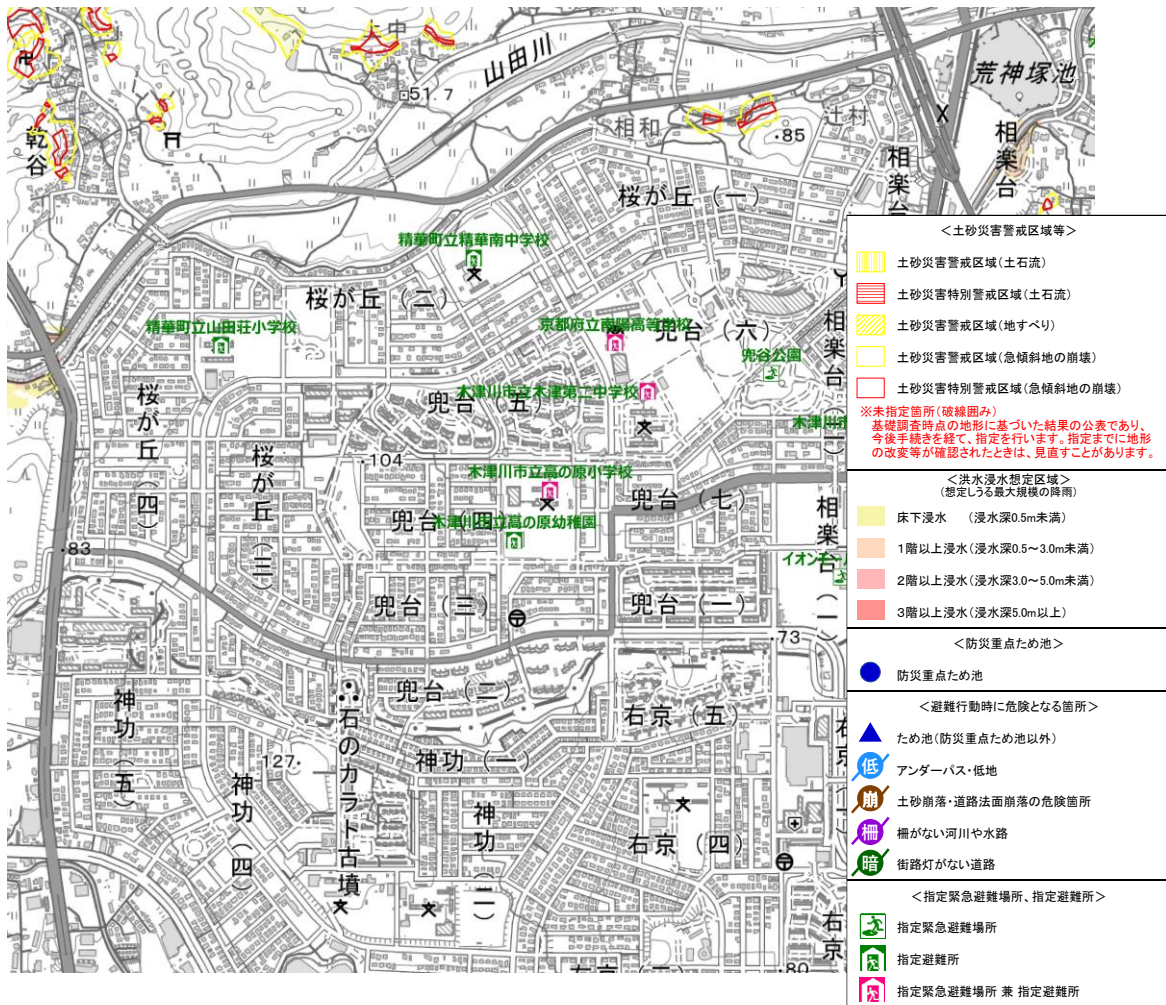 上中
山田川
荒神塚池
51.7
乾谷
相和
辻村
85
相楽台
相楽台
桜が丘(一)
精華町立精華南中学校
桜が丘(二)
精華町立山田荘小学校
京都府立南陽高等学校
兜台(六)
相楽台(二)
兜谷公園
木津川市立木津第二中学校
兜台(五)
木津川市
桜が丘(四)
桜が丘(三)
104
木津川市立高の原小学校
兜台(七)
兜台(四)
木津川市立高の原幼稚園
83
相楽台(一)
イオンモール
兜台(三)
兜台(一)
73
兜台(二)
右京(五)
神功(五)
石のカラト古墳
神功(一)
127
神功(四)
神功(二)
右京(四)
右京
右京
80
<土砂災害警戒区域等>
土砂災害警戒区域(土石流)
土砂災害特別警戒区域(土石流)
土砂災害警戒区域(地すべり)
土砂災害警戒区域(急傾斜地の崩壊)
土砂災害特別警戒区域(急傾斜地の崩壊)
※未指定箇所(破線囲み)
基礎調査時点の地形に基づいた結果の公表であり、
今後手続きを経て、指定を行います。指定までに地形
の改変等が確認されたときは、見直すことがあります。
<洪水浸水想定区域>
(想定しうる最大規模の降雨)
床下浸水 (浸水深0.5m未満)
1階以上浸水(浸水深0.5~3.0m未満)
2階以上浸水(浸水深3.0~5.0m未満)
3階以上浸水(浸水深5.0m以上)
<防災重点ため池>
防災重点ため池
<避難行動時に危険となる箇所>
ため池(防災重点ため池以外)
低 アンダーパス・低地
崩 土砂崩落・道路法面崩落の危険箇所
柵 柵がない河川や水路
暗 街路灯がない道路
<指定緊急避難場所、指定避難所>
指定緊急避難場所
指定避難所
指定緊急避難場所 兼 指定避難所